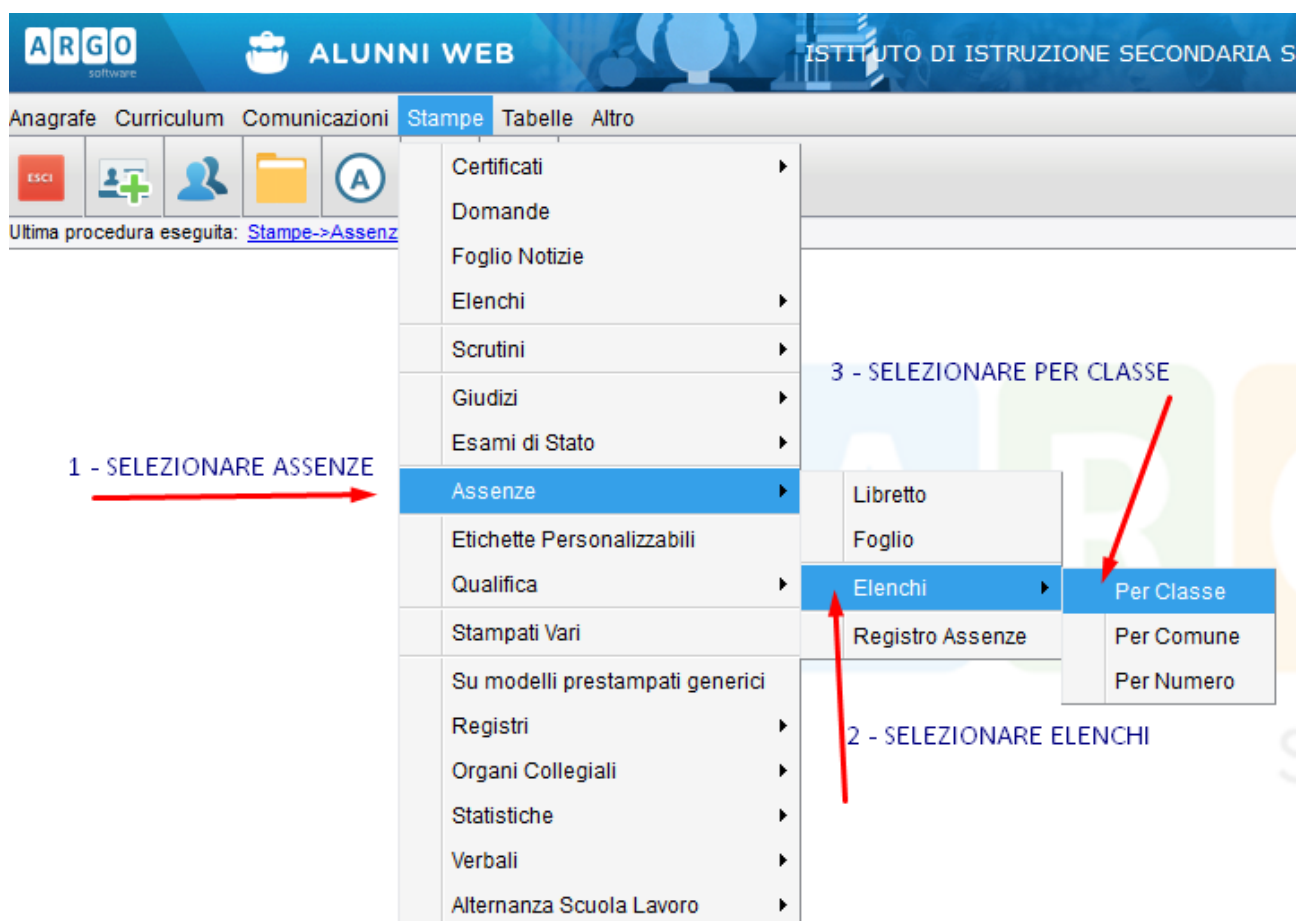 ARGO
software
ALUNNI WEB
ISTITUTO DI ISTRUZIONE SECONDARIA S
Anagrafe Curriculum Comunicazioni Stampe Tabelle Altro
ESCI
A
Ultima procedura eseguita: Stampe->Assenz
Certificati
Domande
Foglio Notizie
Elenchi
Scrutini
3 - SELEZIONARE PER CLASSE
Giudizi
Esami di Stato
1 - SELEZIONARE ASSENZE
Assenze
Libretto
Etichette Personalizzabili
Foglio
Qualifica
Elenchi
Per Classe
Stampati Vari
Registro Assenze
Per Comune
Su modelli prestampati generici
Per Numero
Registri
2 - SELEZIONARE ELENCHI
Organi Collegiali
Statistiche
Verbali
Alternanza Scuola Lavoro